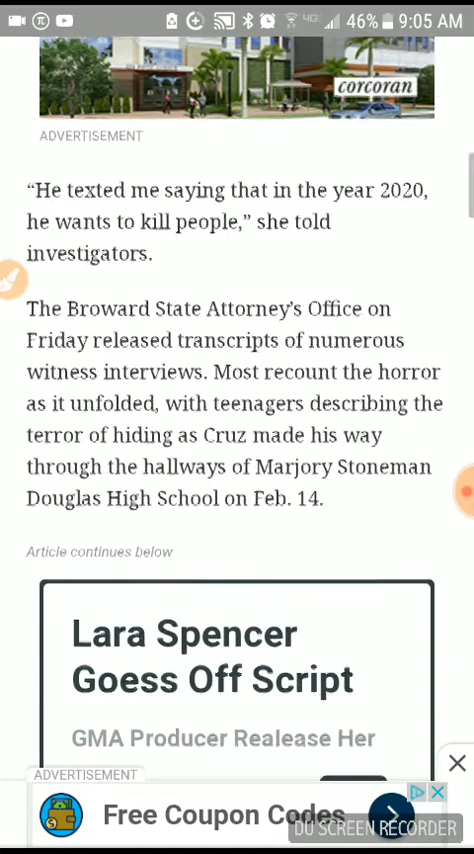 46% 9:05 AM
corcoran
ADVERTISEMENT
“He texted me saying that in the year 2020,
he wants to kill people,” she told
investigators.
The Broward State Attorney’s Office on
Friday released transcripts of numerous
witness interviews. Most recount the horror
as it unfolded, with teenagers describing the
terror of hiding as Cruz made his way
through the hallways of Marjory Stoneman
Douglas High School on Feb. 14.
Article continues below
Lara Spencer
Goess Off Script
GMA Producer Realease Her
ADVERTISEMENT
Free Coupon Codes
DU SCREEN RECORDER